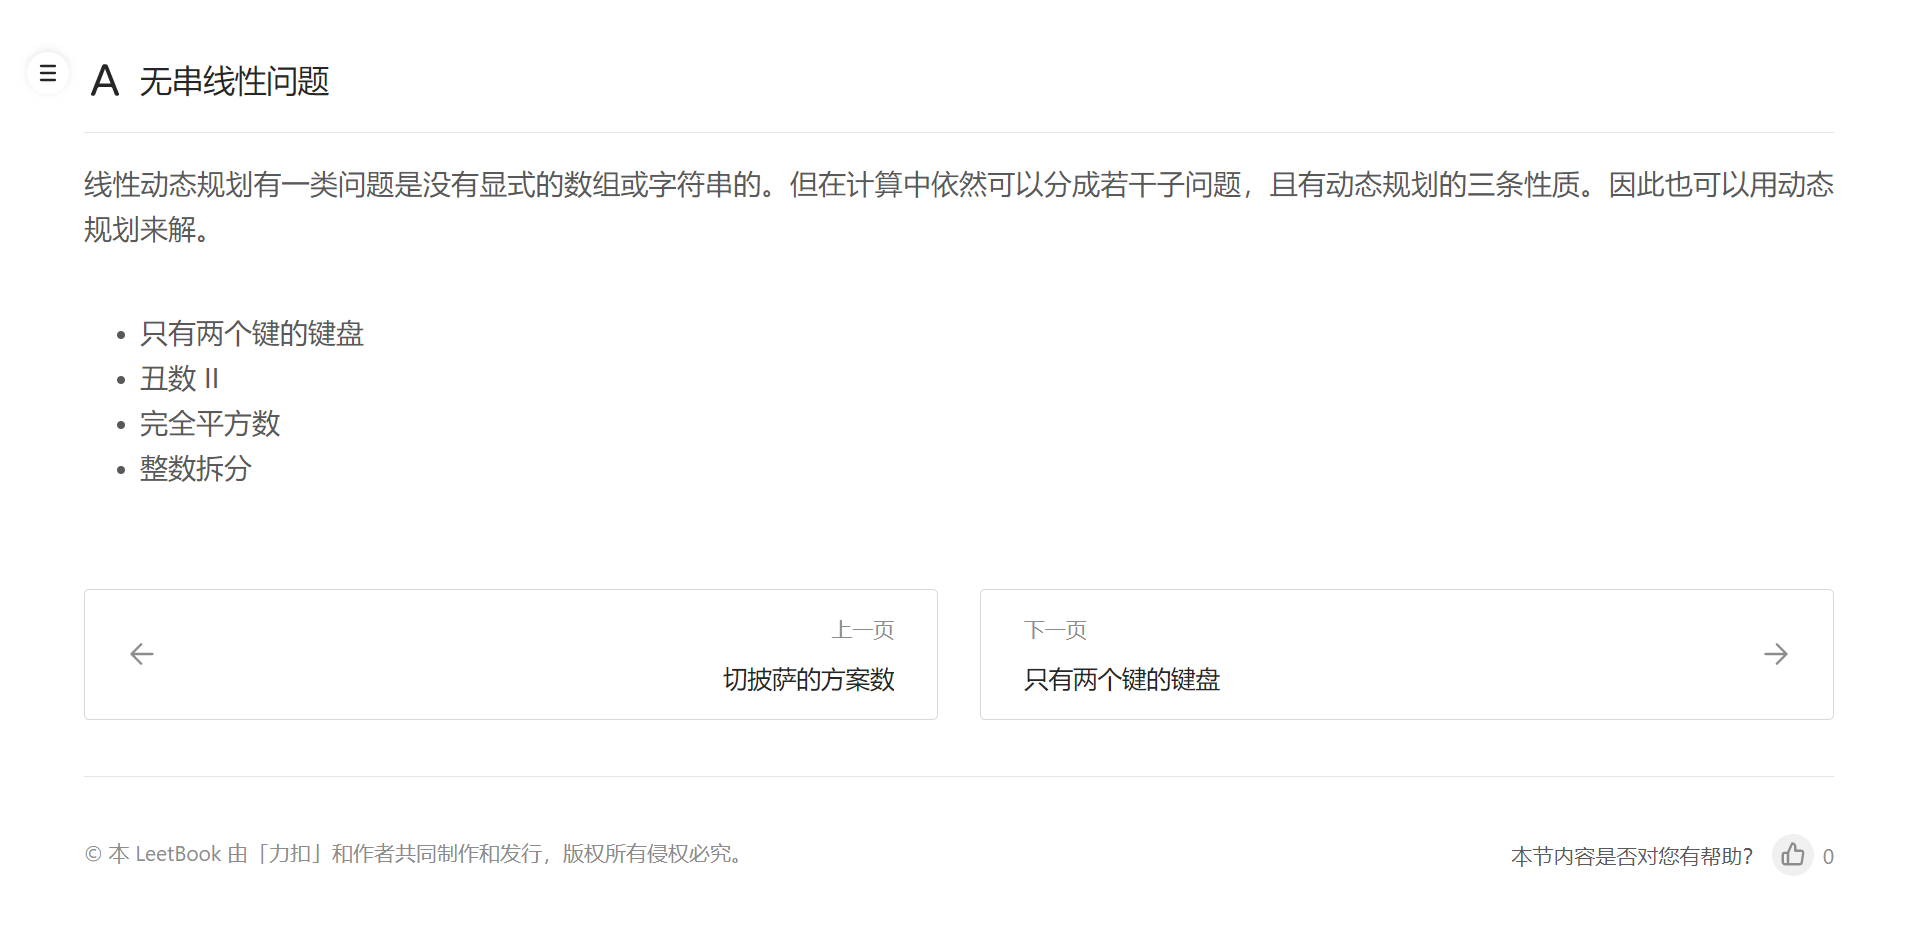 A 无串线性问题
线性动态规划有一类问题是没有显式的数组或字符串的。但在计算中依然可以分成若干子问题，且有动态规划的三条性质。因此也可以用动态
规划来解。
• 只有两个键的键盘
• 丑数 II
• 完全平方数
• 整数拆分
上一页
切披萨的方案数
下一页
只有两个键的键盘
© 本 LeetBook 由「力扣」和作者共同制作和发行，版权所有侵权必究。
本节内容是否对您有帮助？ 0